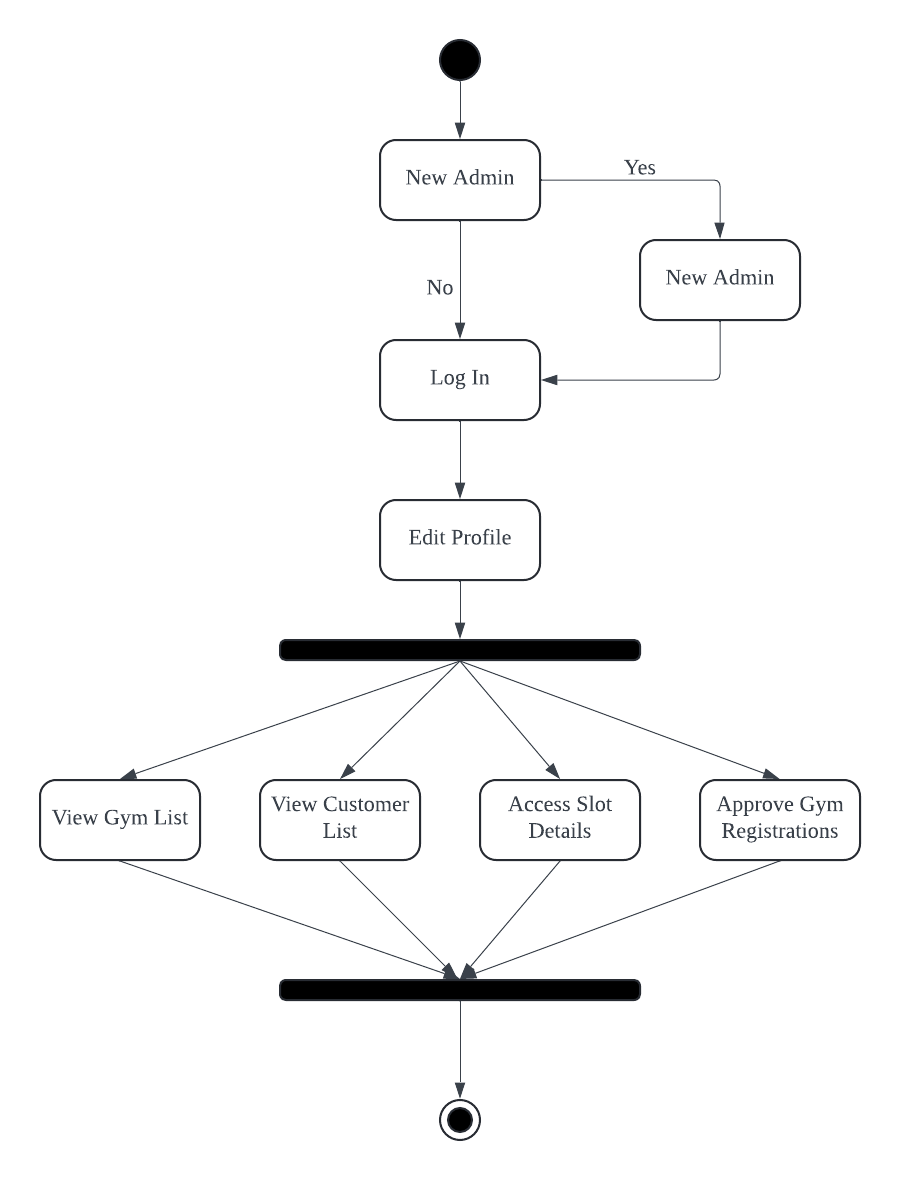 New Admin
Yes
New Admin
No
Log In
Edit Profile
View Gym List
View Customer
List
Access Slot
Details
Approve Gym
Registrations